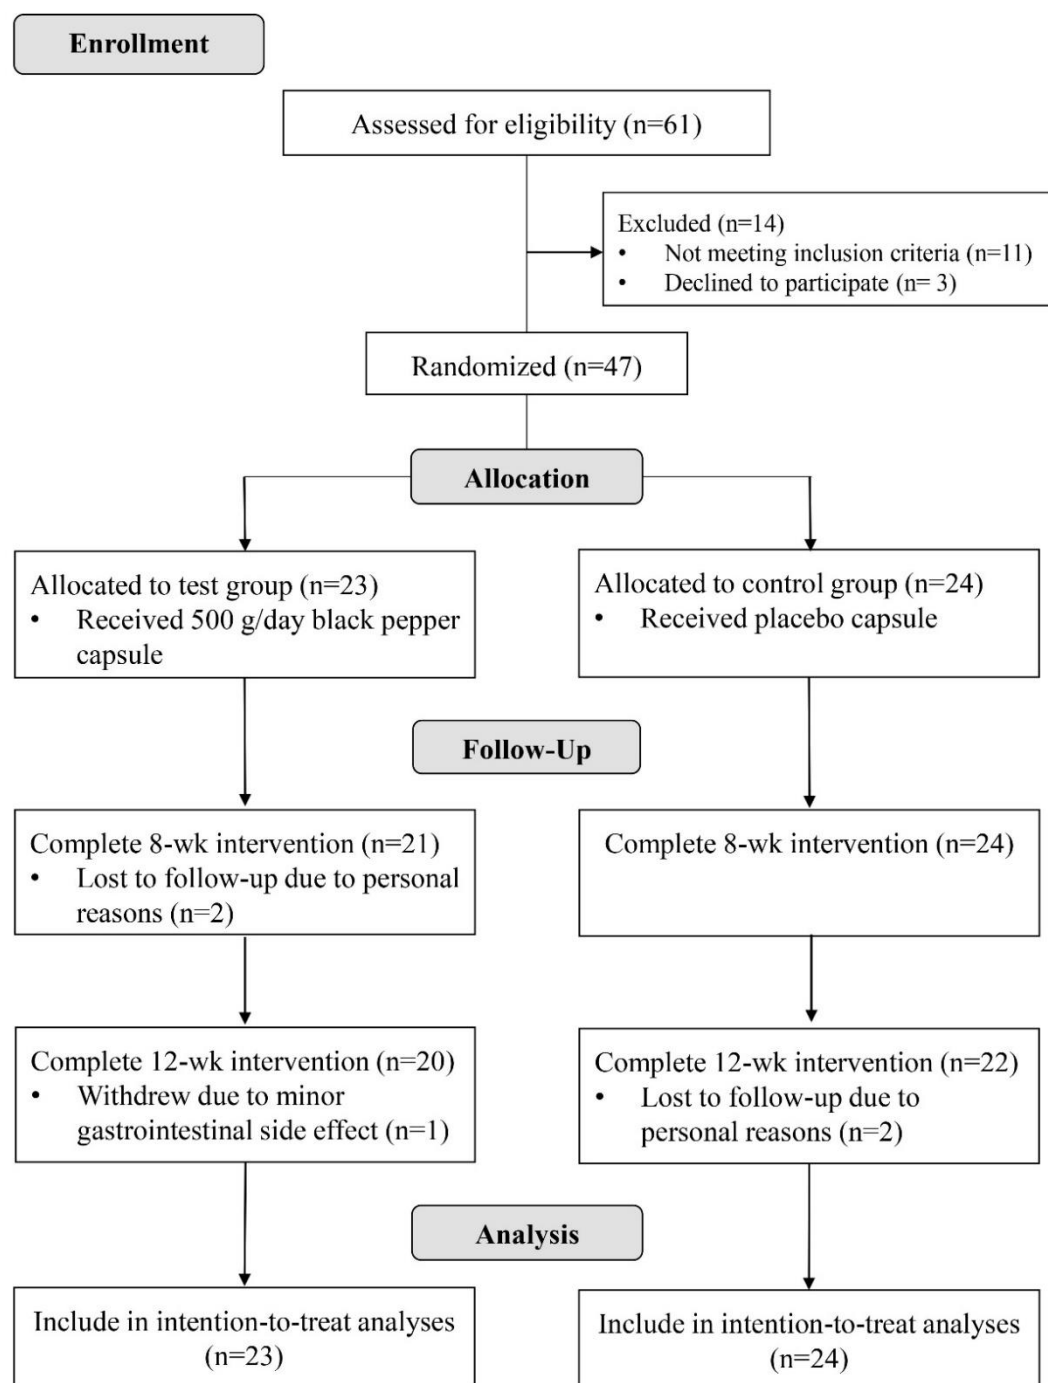 Enrollment
Assessed for eligibility (n=61)
Excluded (n=14)
• Not meeting inclusion criteria (n=11)
• Declined to participate (n= 3)
Randomized (n=47)
Allocation
Allocated to test group (n=23)
• Received 500 g/day black pepper
capsule
Allocated to control group (n=24)
• Received placebo capsule
Follow-Up
Complete 8-wk intervention (n=21)
• Lost to follow-up due to personal
reasons (n=2)
Complete 8-wk intervention (n=24)
Complete 12-wk intervention (n=20)
• Withdrew due to minor
gastrointestinal side effect (n=1)
Complete 12-wk intervention (n=22)
• Lost to follow-up due to
personal reasons (n=2)
Analysis
Include in intention-to-treat analyses
(n=23)
Include in intention-to-treat analyses
(n=24)